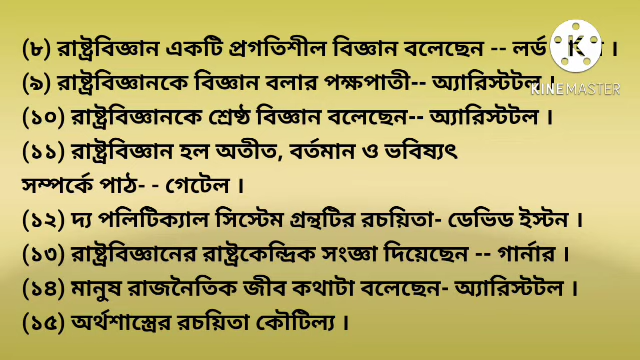 (৮) রাষ্ট্রবিজ্ঞান একটি প্রগতিশীল বিজ্ঞান বলেছেন -- লর্ড ।
(৯) রাষ্ট্রবিজ্ঞানকে বিজ্ঞান বলার পক্ষপাতী-- অ্যারিস্টটল ।
(১০) রাষ্ট্রবিজ্ঞানকে শ্রেষ্ঠ বিজ্ঞান বলেছেন-- অ্যারিস্টটল ।
(১১) রাষ্ট্রবিজ্ঞান হল অতীত, বর্তমান ও ভবিষ্যৎ
সম্পর্কে পাঠ- - গেটেল ।
(১২) দ্য পলিটিক্যাল সিস্টেম গ্রন্থটির রচয়িতা- ডেভিড ইস্টন ।
(১৩) রাষ্ট্রবিজ্ঞানের রাষ্ট্রকেন্দ্রিক সংজ্ঞা দিয়েছেন -- গার্নার ।
(১৪) মানুষ রাজনৈতিক জীব কথাটা বলেছেন- অ্যারিস্টটল ।
(১৫) অর্থশাস্ত্রের রচয়িতা কৌটিল্য ।
K
KINEMASTER